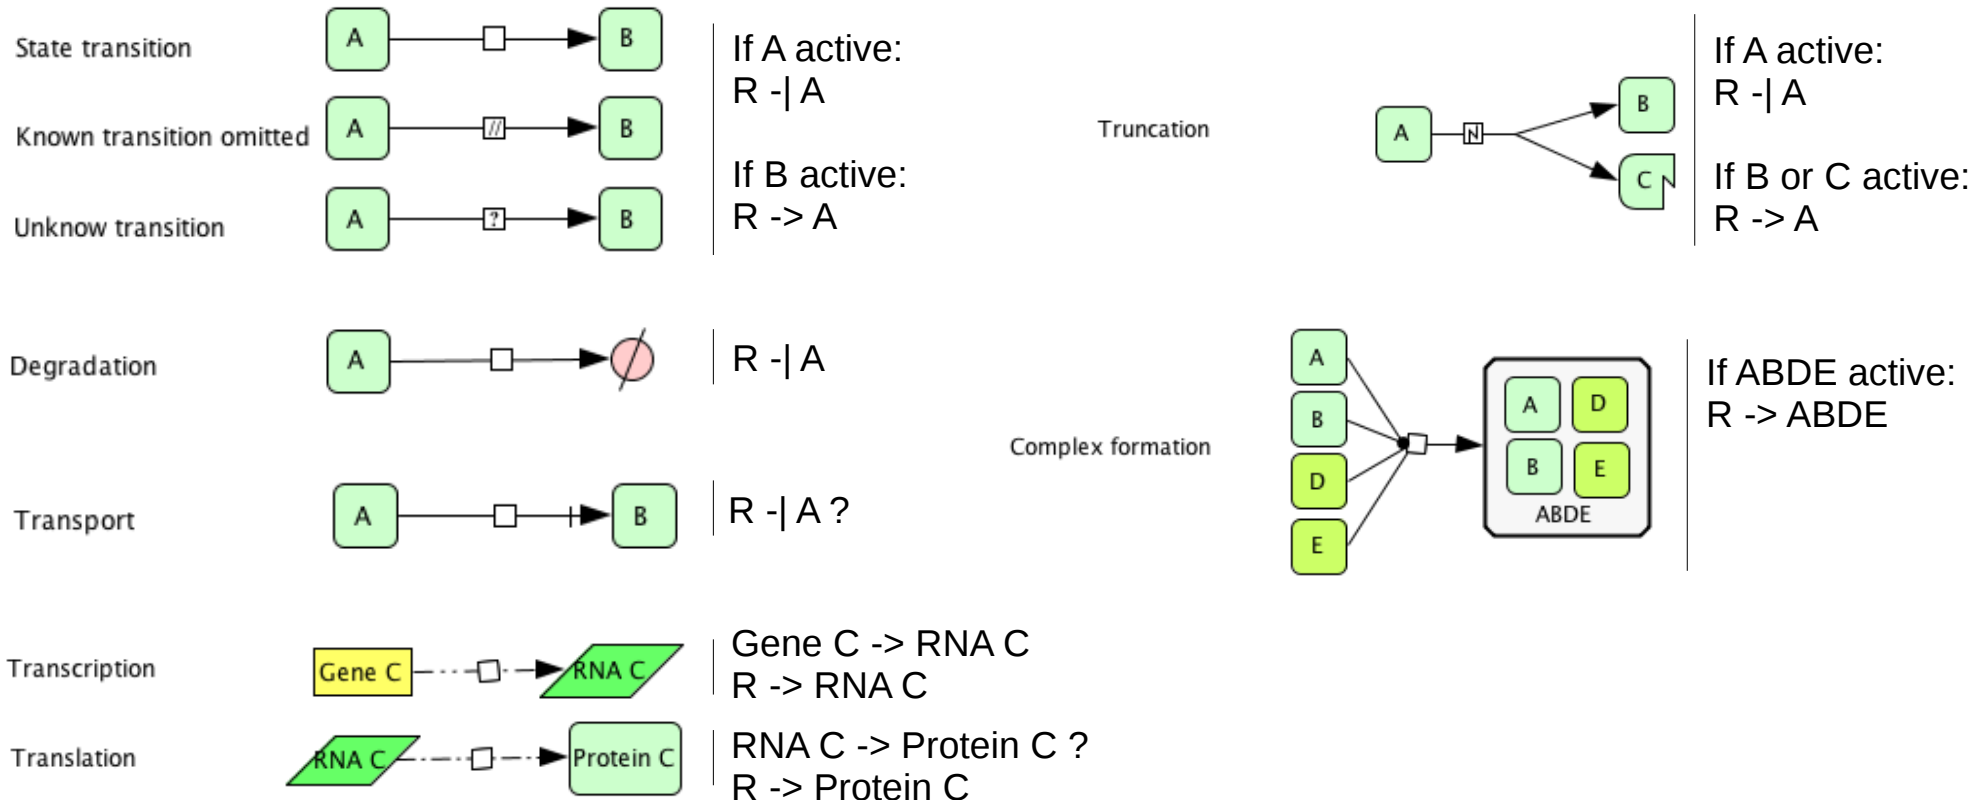 State transition
A
B
Known transition omitted
A
//
B
Unknow transition
A
?
B
If A active:
R -| A
If B active:
R -> A
Truncation
A
N
B
C
If A active:
R -| A
If B or C active:
R -> A
Degradation
A
R -| A
Transport
A
B
R -| A ?
Complex formation
A
B
D
E
A
D
B
E
ABDE
If ABDE active:
R -> ABDE
Transcription
Gene C
RNA C
Gene C -> RNA C
R -> RNA C
Translation
RNA C
Protein C
RNA C -> Protein C ?
R -> Protein C